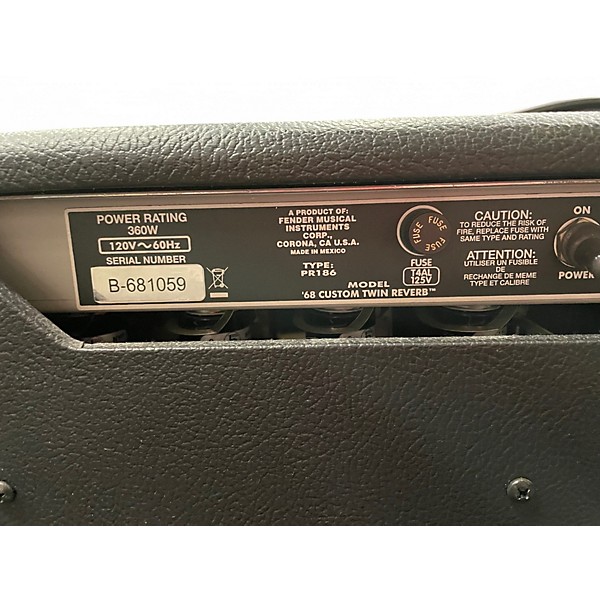 POWER RATING
360W
120V~60Hz
SERIAL NUMBER
B-681059
A PRODUCT OF:
FENDER MUSICAL
INSTRUMENTS
CORP.
CORONA, CA U.S.A.
MADE IN MEXICO
TYPE:
PR186
MODEL
'68 CUSTOM TWIN REVERB™
FUSE FUSE FUSE
FUSE
T4AL
125V
CAUTION:
TO REDUCE THE RISK OF
FIRE, REPLACE FUSE WITH
SAME TYPE AND RATING
ATTENTION:
UTILISER UN FUSIBLE
DE
RECHANGE DE MEME
TYPE ET CALIBRE
ON
POWER